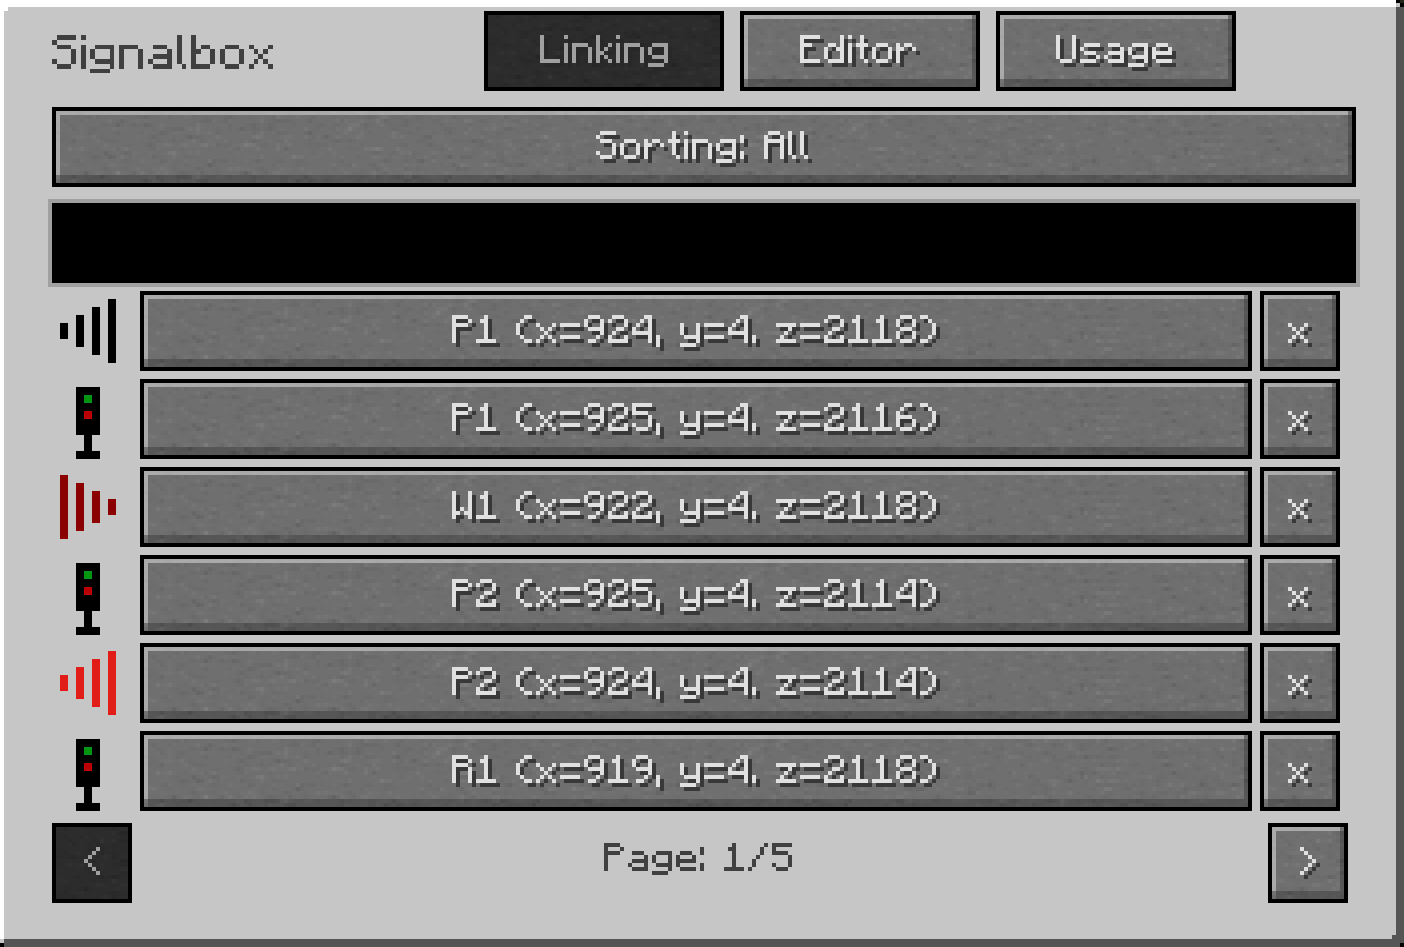 Signalbox
Linking
Editor
Usage
Sorting: All
P1 (x=924, y=4, z=2118)
x
P1 (x=925, y=4, z=2116)
x
W1 (x=922, y=4, z=2118)
x
P2 (x=925, y=4, z=2114)
x
P2 (x=924, y=4, z=2114)
x
R1 (x=919, y=4, z=2118)
x
<
Page: 1/5
>